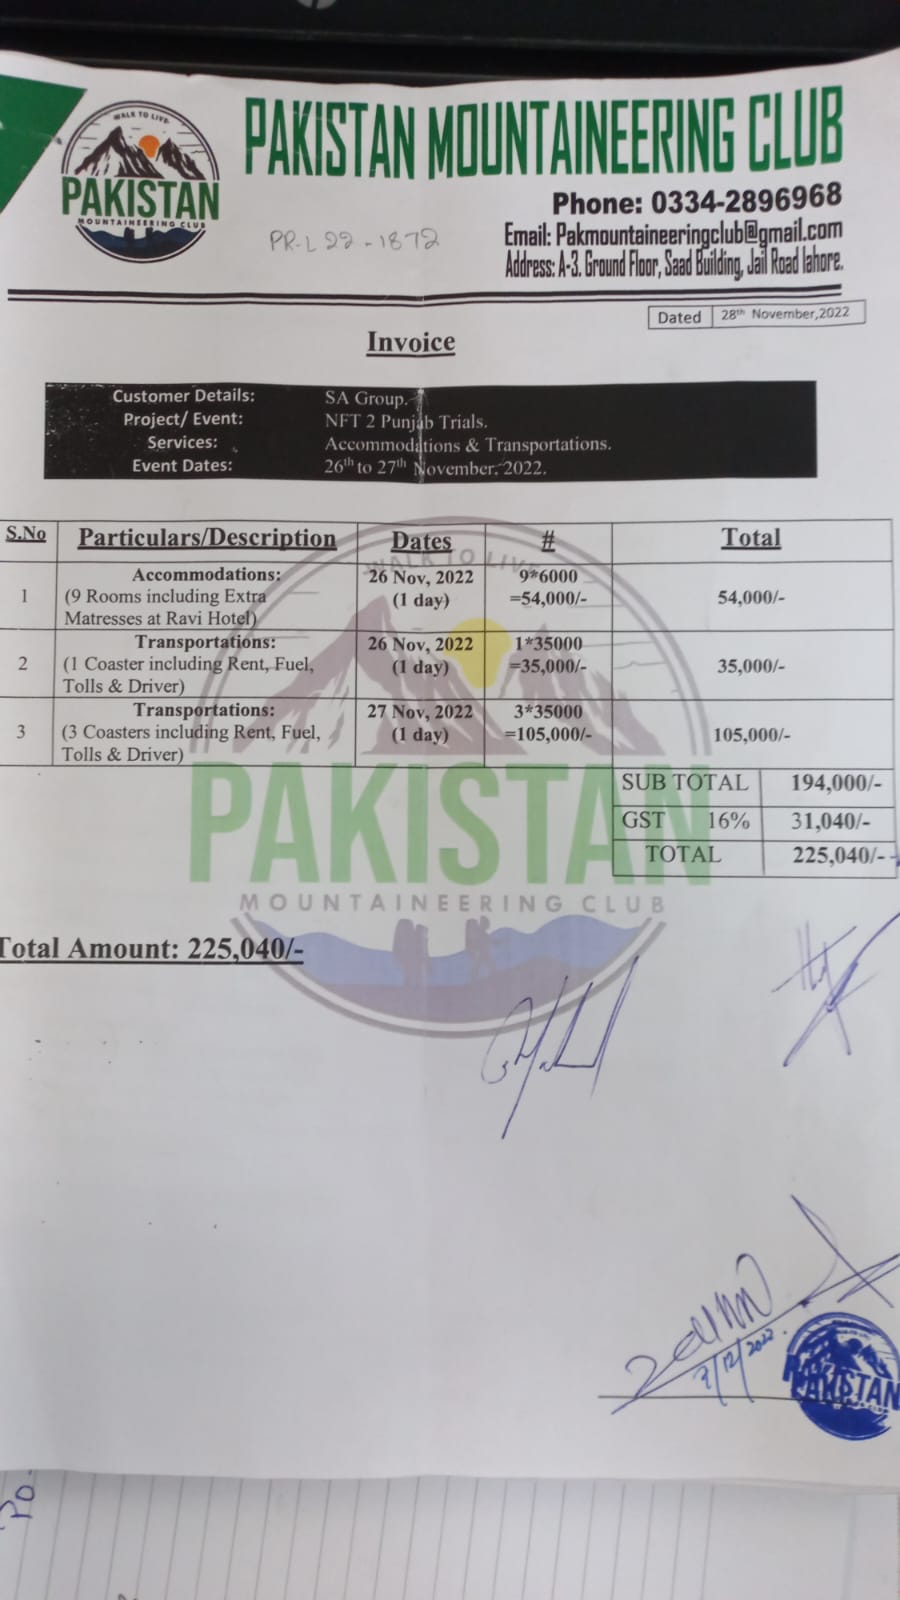 WALK TO LIVE
PAKISTAN
MOUNTAINEERING CLUB
PAKISTAN MOUNTAINEERING CLUB
Phone: 0334-2896968
Email: Pakmountaineeringclub@gmail.com
Address: A-3. Ground Floor, Saad Building, Jail Road lahore.
PR-L 22-1872
Dated 28th November,2022
Invoice
Customer Details: SA Group.
Project/ Event: NFT 2 Punjab Trials.
Services: Accommodations & Transportations.
Event Dates: 26th to 27th November, 2022.
S.No Particulars/Description Dates # Total
1 Accommodations: 26 Nov, 2022 9*6000 54,000/-
(9 Rooms including Extra (1 day) =54,000/-
Matresses at Ravi Hotel)
2 Transportations: 26 Nov, 2022 1*35000 35,000/-
(1 Coaster including Rent, Fuel, (1 day) =35,000/-
Tolls & Driver)
3 Transportations: 27 Nov, 2022 3*35000 105,000/-
(3 Coasters including Rent, Fuel, (1 day) =105,000/-
Tolls & Driver)
SUB TOTAL 194,000/-
GST 16% 31,040/-
TOTAL 225,040/-
WALK TO LIVE
PAKISTAN
MOUNTAINEERING CLUB
Total Amount: 225,040/-
PAKISTAN
PO-